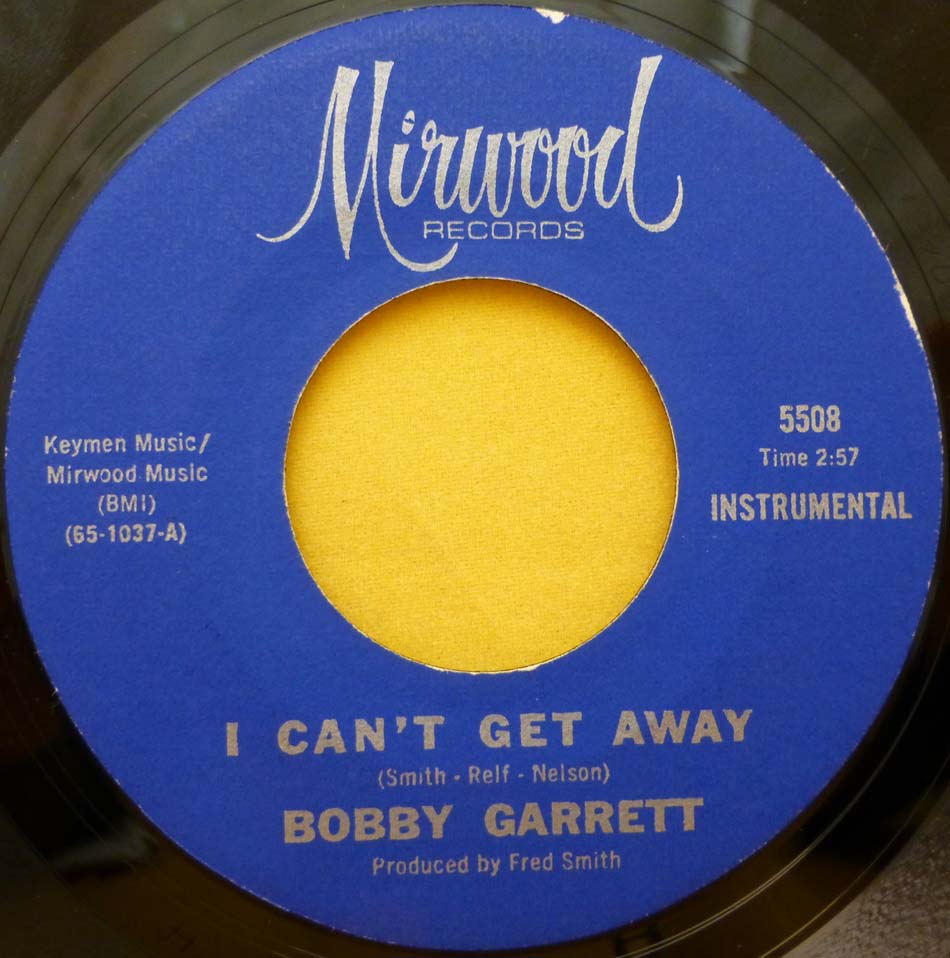 Mirwood
RECORDS
Keymen Music/
Mirwood Music
(BMI)
(65-1037-A)
5508
Time 2:57
INSTRUMENTAL
I CAN'T GET AWAY
(Smith - Relf - Nelson)
BOBBY GARRETT
Produced by Fred Smith